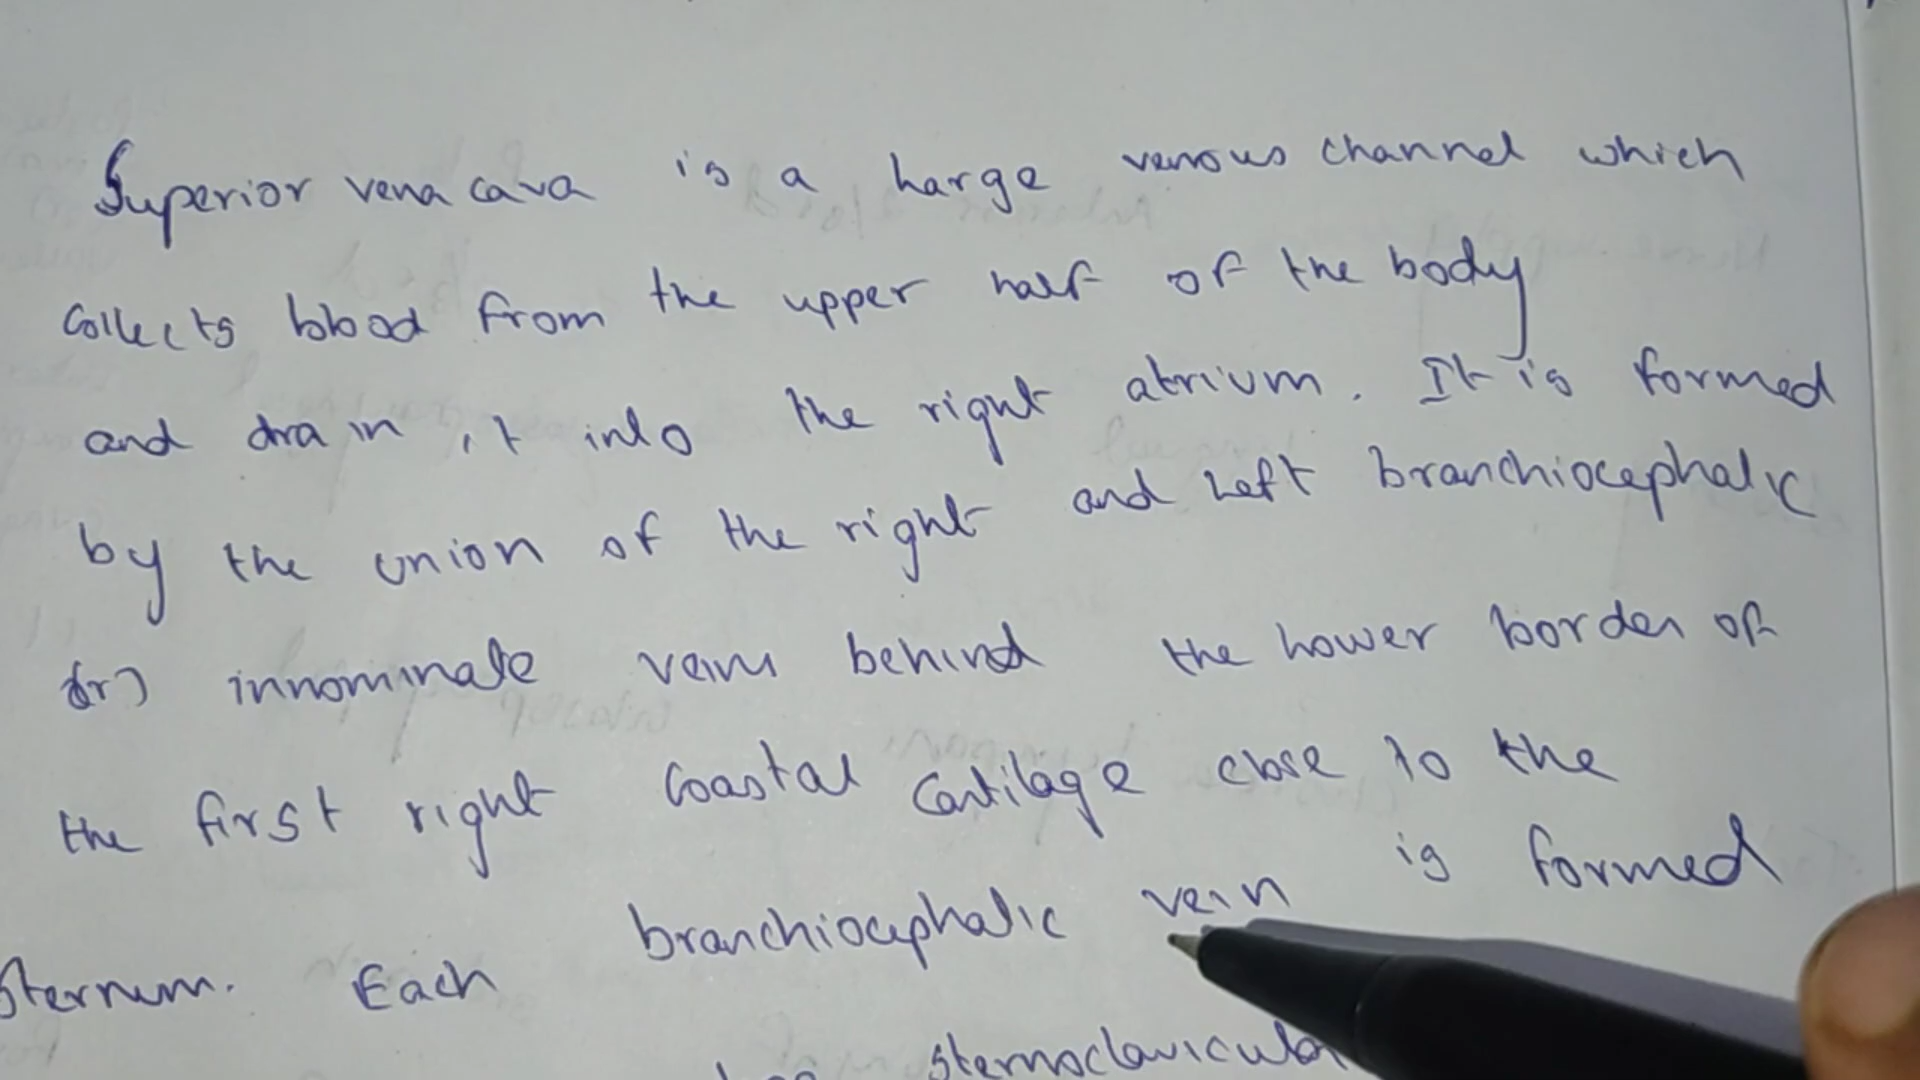 Superior vena cava is a large venous channel which
collects blood from the upper half of the body
and drain it into the right atrium. It is formed
by the union of the right and left branchiocephalic
(or) innominate veins behind the lower border of
the first right coastal cartilage close to the
sternum. Each branchiocephalic vein is formed
sternoclavicular